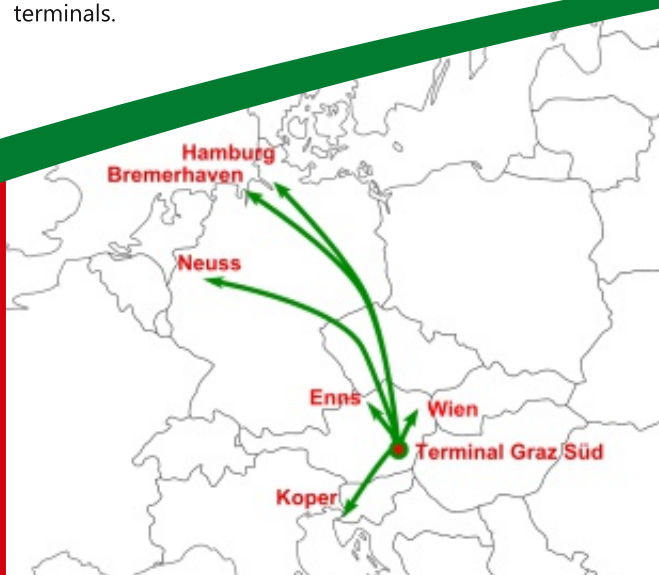 terminals.
Hamburg
Bremerhaven
Neuss
Enns
Wien
Terminal Graz Süd
Koper